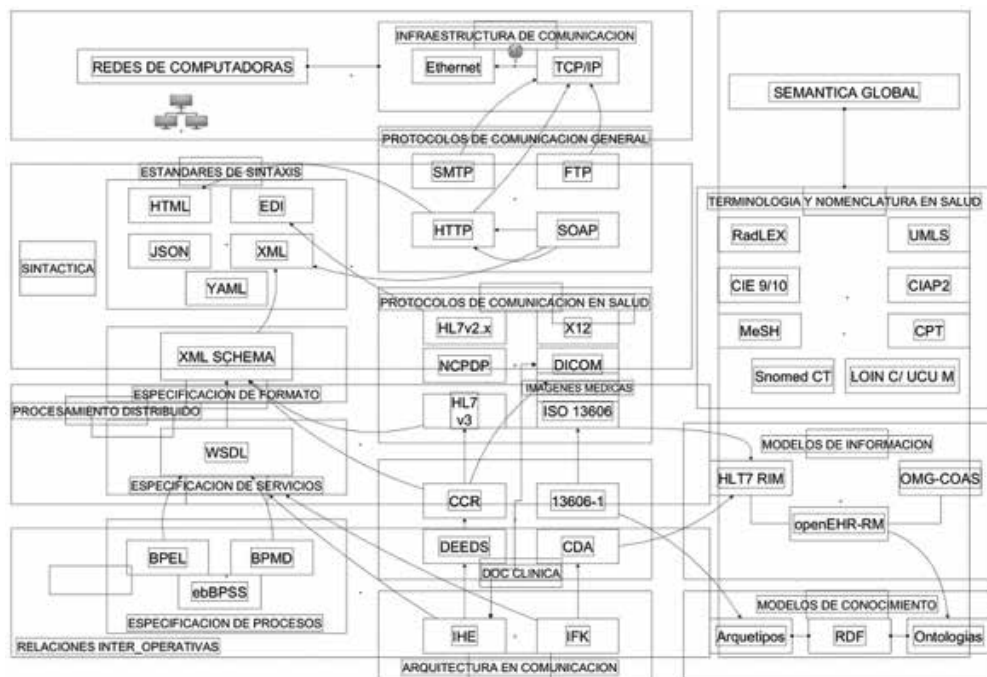 INFRAESTRUCTURA DE COMUNICACION
REDES DE COMPUTADORAS
Ethernet
TCP/IP
SEMANTICA GLOBAL
PROTOCOLOS DE COMUNICACION GENERAL
SMTP
FTP
HTTP
SOAP
ESTANDARES DE SINTAXIS
HTML
EDI
JSON
XML
YAML
SINTACTICA
TERMINOLOGIA Y NOMENCLATURA EN SALUD
RadLEX
UMLS
CIE 9/10
CIAP2
MeSH
CPT
Snomed CT
LOIN C/ UCU M
PROTOCOLOS DE COMUNICACION EN SALUD
HL7v2.x
X12
NCPDP
DICOM
IMAGENES MEDICAS
HL7
v3
ISO 13606
XML SCHEMA
ESPECIFICACION DE FORMATO
PROCESAMIENTO DISTRIBUIDO
WSDL
ESPECIFICACION DE SERVICIOS
MODELOS DE INFORMACION
HLT7 RIM
OMG-COAS
openEHR-RM
CCR
13606-1
DEEDS
CDA
DOC CLINICA
BPEL
BPMD
ebBPSS
ESPECIFICACION DE PROCESOS
RELACIONES INTER_OPERATIVAS
IHE
IFK
ARQUITECTURA EN COMUNICACION
MODELOS DE CONOCIMIENTO
Arquetipos
RDF
Ontologias